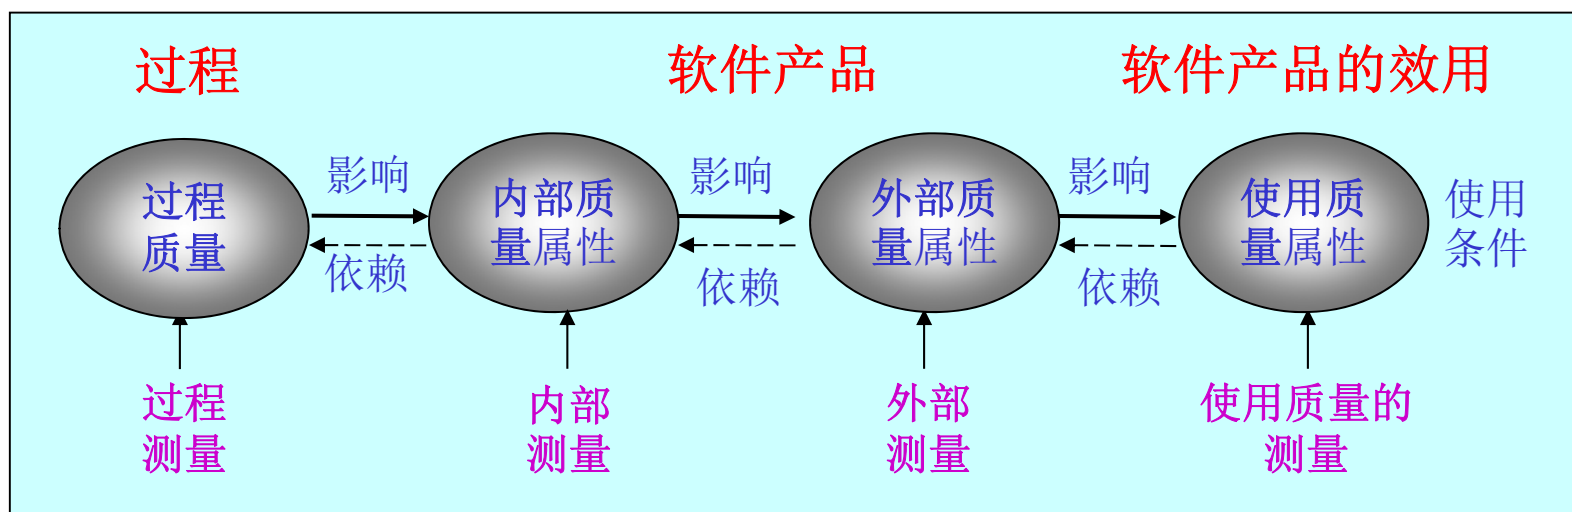 过程
软件产品
软件产品的效用
过程
质量
影响
依赖
内部质
量属性
影响
依赖
外部质
量属性
影响
依赖
使用质
量属性
使用
条件
过程
测量
内部
测量
外部
测量
使用质量的
测量